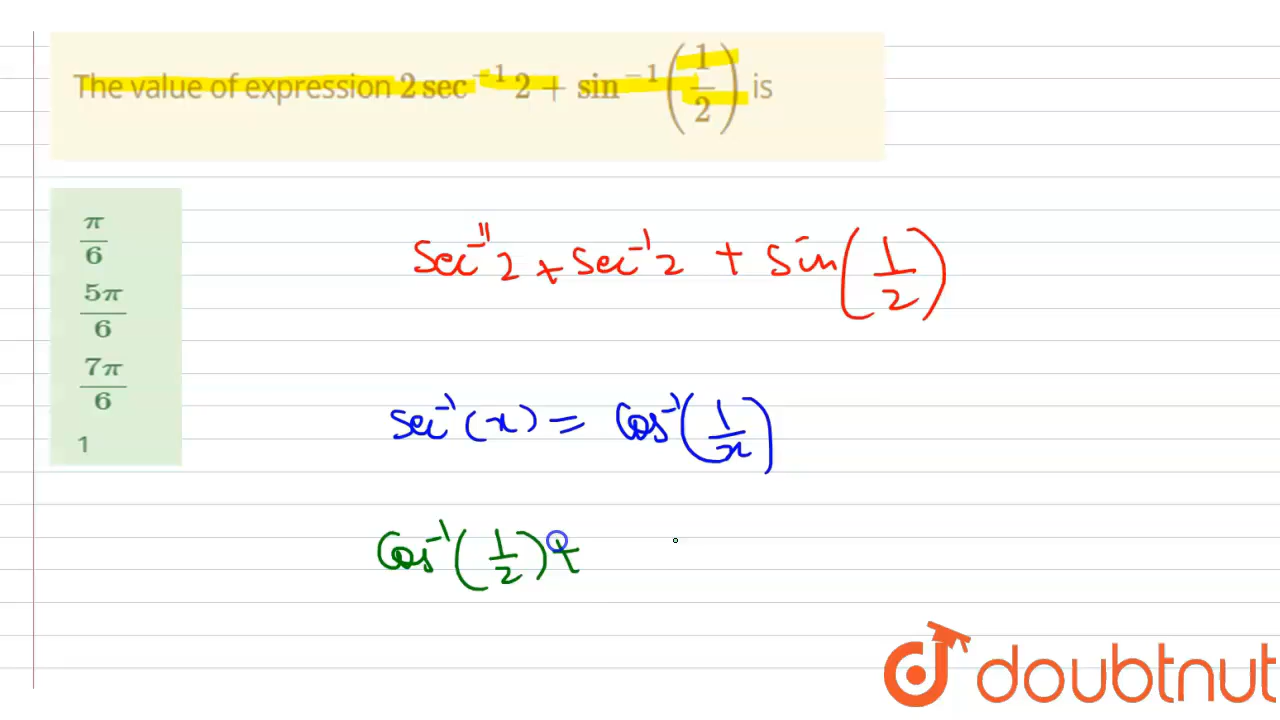 The value of expression 2 sec⁻¹ 2 + sin⁻¹(1/2) is
π/6
5π/6
7π/6
1
sec⁻¹ 2 + sec⁻¹ 2 + sin(1/2)
sec⁻¹(x) = cos⁻¹(1/x)
cos⁻¹(1/2) +
doubtnut